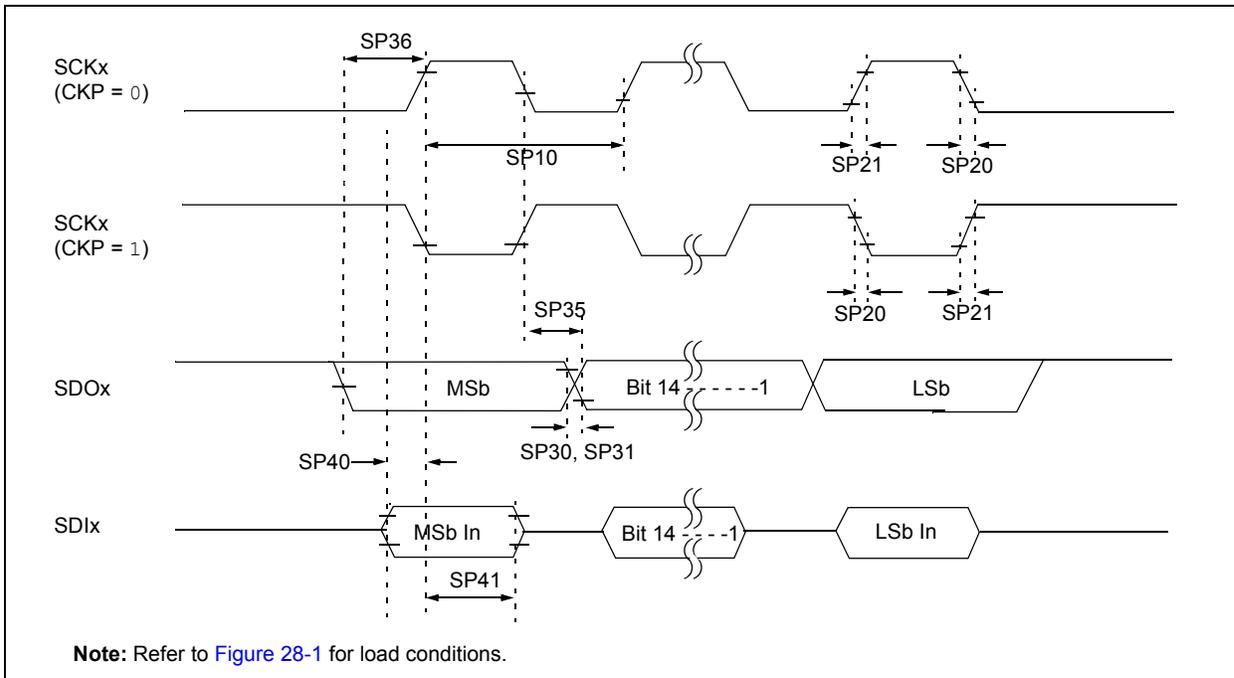 SP36
SCKx
(CKP = 0)
SP10
SP21
SP20
SCKx
(CKP = 1)
SP35
SP20
SP21
SDOx
MSb
Bit 14 - - - - - -1
LSb
SP30, SP31
SP40
SDIx
MSb In
Bit 14 - - - -1
LSb In
SP41
Note: Refer to Figure 28-1 for load conditions.